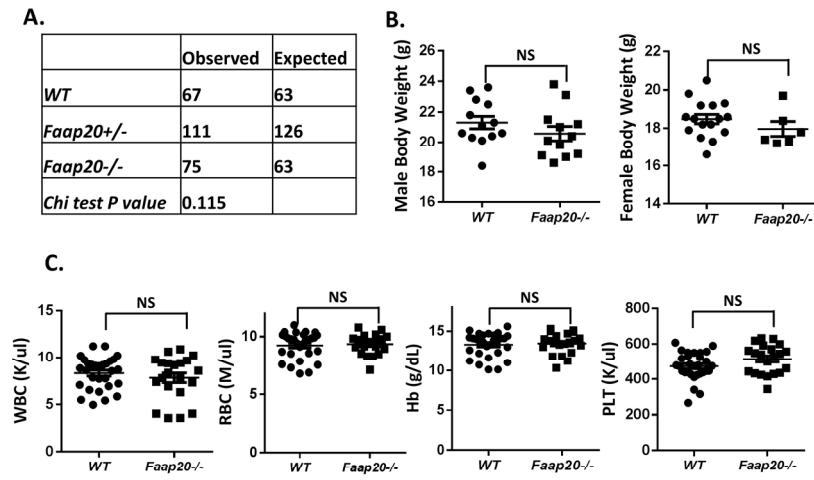 A.
Observed Expected
WT 67 63
Faap20+/- 111 126
Faap20-/- 75 63
Chi test P value 0.115
B.
Male Body Weight (g)
26
24
22
20
18
16
NS
WT Faap20-/-
Female Body Weight (g)
22
20
18
16
14
NS
WT Faap20-/-
C.
WBC (K/ul)
15
10
5
0
NS
WT Faap20-/-
RBC (M/ul)
10
5
0
NS
WT Faap20-/-
Hb (g/dL)
15
10
5
0
NS
WT Faap20-/-
PLT (K/ul)
800
600
400
200
0
NS
WT Faap20-/-